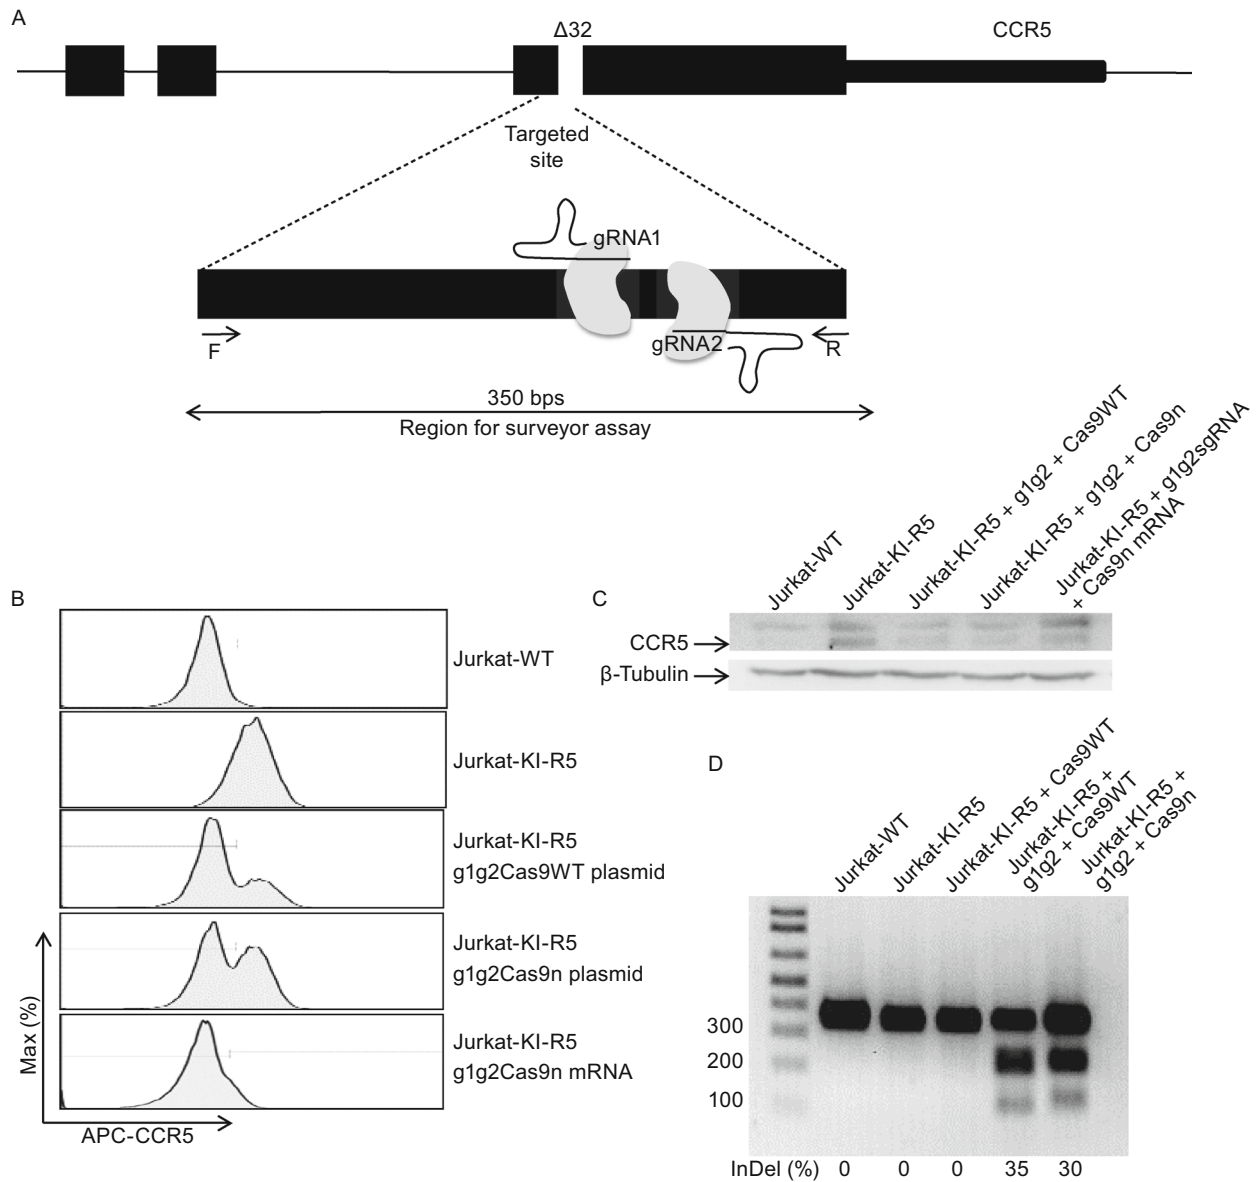 A
Δ32
CCR5
Targeted
site
gRNA1
gRNA2
F
R
350 bps
Region for surveyor assay
B
Jurkat-WT
Jurkat-KI-R5
Jurkat-KI-R5
g1g2Cas9WT plasmid
Jurkat-KI-R5
g1g2Cas9n plasmid
Jurkat-KI-R5
g1g2Cas9n mRNA
Max (%)
APC-CCR5
C
Jurkat-WT
Jurkat-KI-R5
Jurkat-KI-R5 + g1g2 + Cas9WT
Jurkat-KI-R5 + g1g2 + Cas9n
Jurkat-KI-R5 + g1g2sgRNA
+ Cas9n mRNA
CCR5
β-Tubulin
D
Jurkat-WT
Jurkat-KI-R5
Jurkat-KI-R5 + Cas9WT
Jurkat-KI-R5 +
g1g2 + Cas9WT
Jurkat-KI-R5 +
g1g2 + Cas9n
300
200
100
InDel (%) 0 0 0 35 30